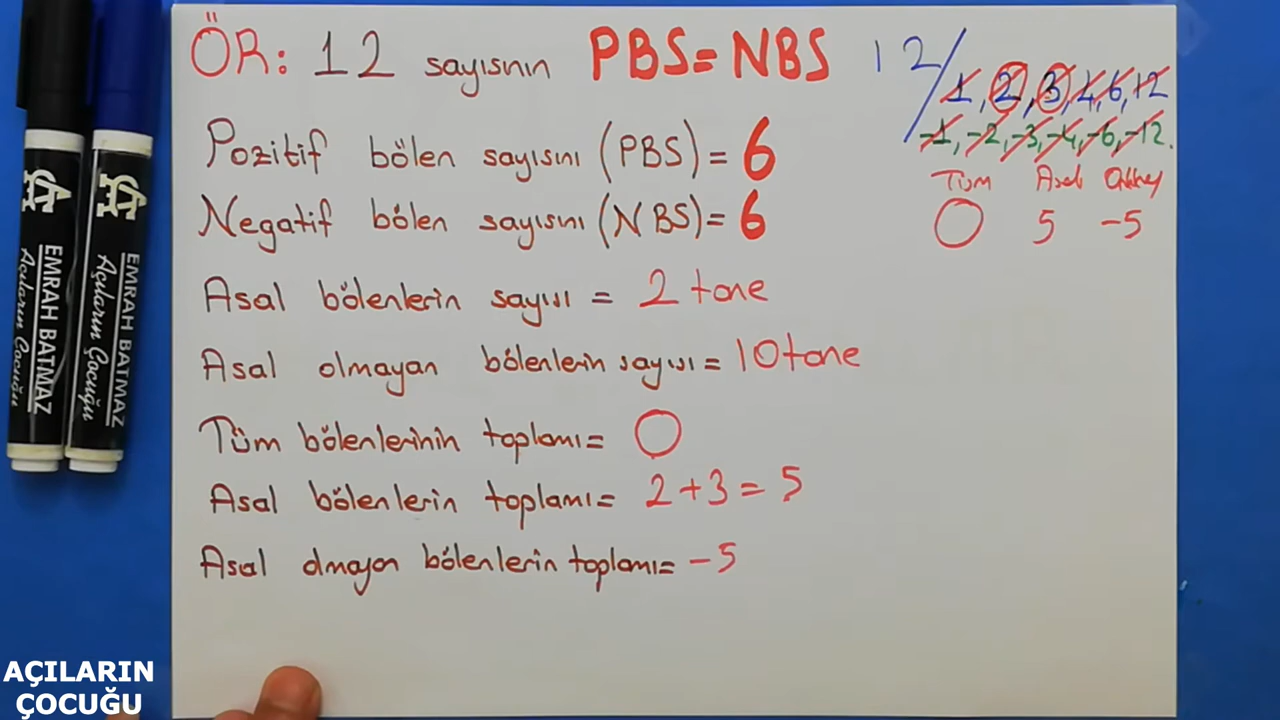 ÖR: 12 sayısının PBS=NBS
12/
1, 2, 3, 4, 6, 12
-1, -2, -3, -4, -6, -12.
Pozitif bölen sayısını (PBS)= 6
Tüm Asal
Negatif bölen sayısını (NBS)= 6
0 5 -5
Asal bölenlerin sayısı = 2 tane
Asal olmayan bölenlerin sayısı = 10 tane
Tüm bölenlerinin toplamı= 0
Asal bölenlerin toplamı= 2+3=5
Asal olmayan bölenlerin toplamı= -5
EMRAH BATMAZ
Açıların Çocuğu
EMRAH BATMAZ
Açıların Çocuğu
AÇILARIN
ÇOCUĞU